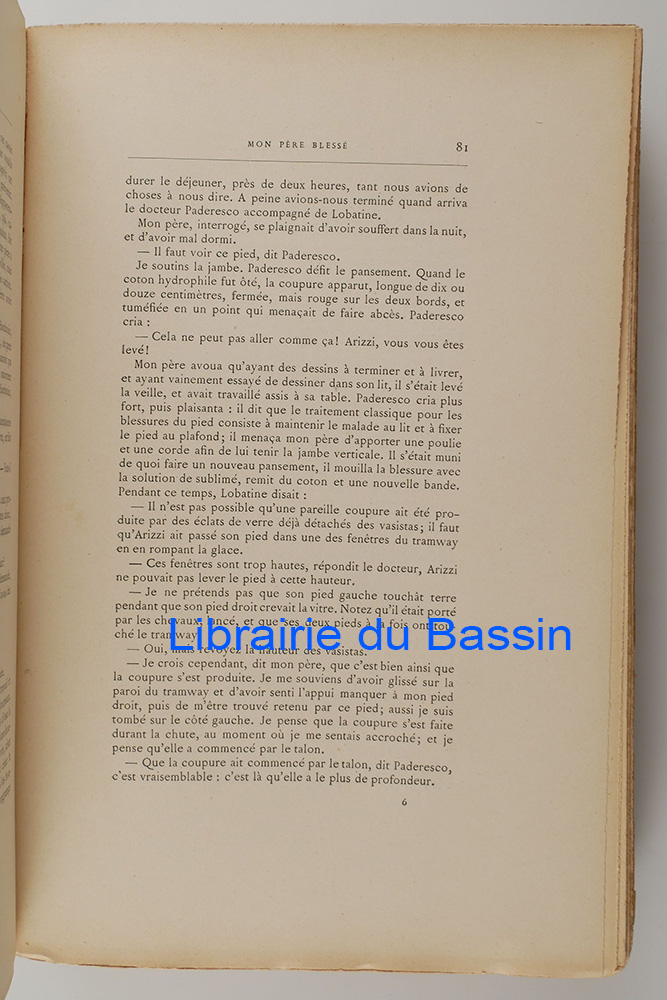 MON PÈRE BLESSÉ 81
durer le déjeuner, près de deux heures, tant nous avions de
choses à nous dire. A peine avions-nous terminé quand arriva
le docteur Paderesco accompagné de Lobatine.
Mon père, interrogé, se plaignait d'avoir souffert dans la nuit,
et d'avoir mal dormi.
— Il faut voir ce pied, dit Paderesco.
Je soutins la jambe. Paderesco défit le pansement. Quand le
coton hydrophile fut ôté, la coupure apparut, longue de dix ou
douze centimètres, fermée, mais rouge sur les deux bords, et
tuméfiée en un point qui menaçait de faire abcès. Paderesco
cria :
— Cela ne peut pas aller comme ça! Arizzi, vous vous êtes
levé!
Mon père avoua qu'ayant des dessins à terminer et à livrer,
et ayant vainement essayé de dessiner dans son lit, il s'était levé
la veille, et avait travaillé assis à sa table. Paderesco cria plus
fort, puis plaisanta : il dit que le traitement classique pour les
blessures du pied consiste à maintenir le malade au lit et à fixer
le pied au plafond; il menaça mon père d'apporter une poulie
et une corde afin de lui tenir la jambe verticale. Il s'était muni
de quoi faire un nouveau pansement, il mouilla la blessure avec
la solution de sublimé, remit du coton et une nouvelle bande.
Pendant ce temps, Lobatine disait :
— Il n'est pas possible qu'une pareille coupure ait été pro-
duite par des éclats de verre déjà détachés des vasistas; il faut
qu'Arizzi ait passé son pied dans une des fenêtres du tramway
en en rompant la glace.
— Ces fenêtres sont trop hautes, répondit le docteur, Arizzi
ne pouvait pas lever le pied à cette hauteur.
— Je ne prétends pas que son pied gauche touchât terre
pendant que son pied droit crevait la vitre. Notez qu'il était porté
par les chevaux, lancé, et que ses deux pieds à la fois ont tou-
ché le tramway.
Librairie du Bassin
— Oui, mais revoyez la hauteur des vasistas.
— Je crois cependant, dit mon père, que c'est bien ainsi que
la coupure s'est produite. Je me souviens d'avoir glissé sur la
paroi du tramway et d'avoir senti l'appui manquer à mon pied
droit, puis de m'être trouvé retenu par ce pied; aussi je suis
tombé sur le côté gauche. Je pense que la coupure s'est faite
durant la chute, au moment où je me sentais accroché; et je
pense qu'elle a commencé par le talon.
— Que la coupure ait commencé par le talon, dit Paderesco,
c'est vraisemblable : c'est là qu'elle a le plus de profondeur.
6